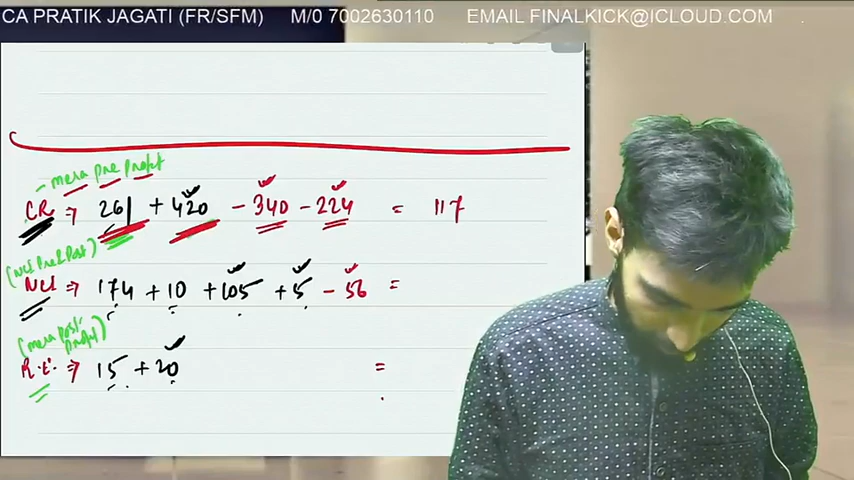 CA PRATIK JAGATI (FR/SFM) M/0 7002630110 EMAIL FINALKICK@ICLOUD.COM
- mera pre profit
CR ⇒ 261 + 420 - 340 - 224 = 117
(NCI Pre & Post)
NCI ⇒ 174 + 10 + 105 + 5 - 56 =
(mera post-profit)
R.E. ⇒ 15 + 20 =